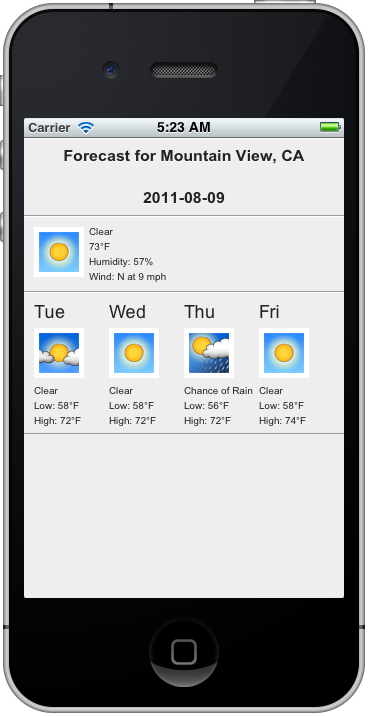 Carrier 5:23 AM
Forecast for Mountain View, CA
2011-08-09
Clear
73°F
Humidity: 57%
Wind: N at 9 mph
Tue
Clear
Low: 58°F
High: 72°F
Wed
Clear
Low: 58°F
High: 72°F
Thu
Chance of Rain
Low: 56°F
High: 72°F
Fri
Clear
Low: 58°F
High: 74°F